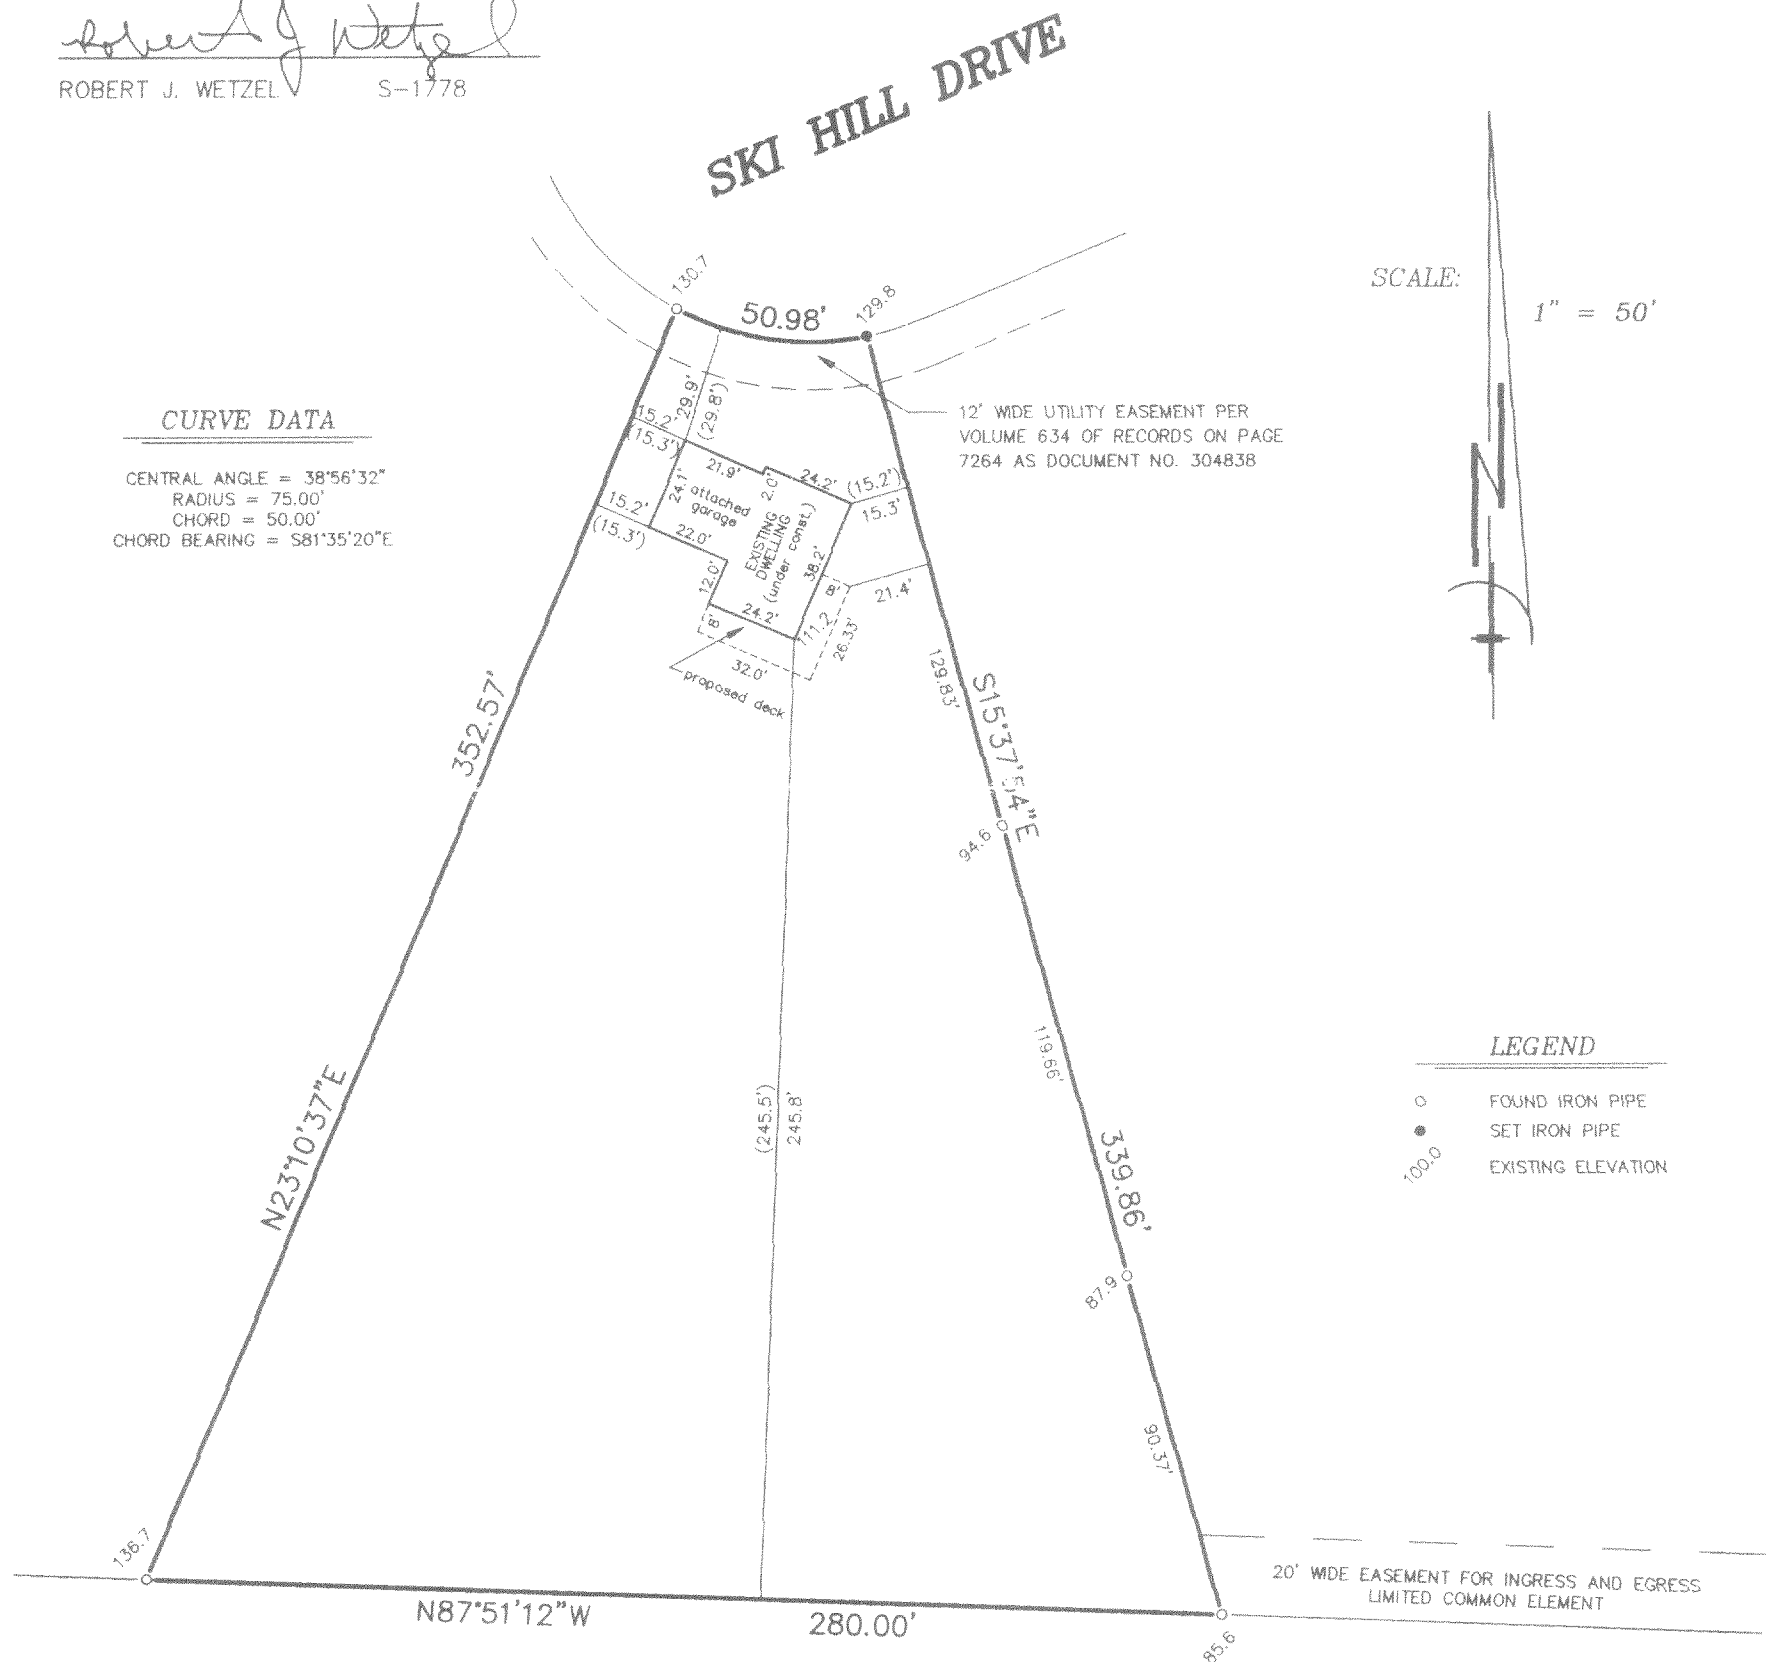 Robert J Wetzel
ROBERT J. WETZEL S-1778
SKI HILL DRIVE
SCALE:
1" = 50'
130.7
50.98'
129.8
12' WIDE UTILITY EASEMENT PER
VOLUME 634 OF RECORDS ON PAGE
7264 AS DOCUMENT NO. 304838
CURVE DATA
CENTRAL ANGLE = 38°56'32"
RADIUS = 75.00'
CHORD = 50.00'
CHORD BEARING = S81°35'20"E
29.9'
(29.8')
15.2'
(15.3')
21.9'
2.0'
24.2'
(15.2')
15.3'
24.1'
attached
garage
22.0'
15.2'
(15.3')
EXISTING
DWELLING
(under const.)
38.2'
12.0'
24.2'
8'
8'
21.4'
111.2
26.33'
32.0'
proposed deck
352.57'
N23°10'37"E
129.83'
S15°37'54"E
94.6
119.66'
(245.5')
245.8'
339.86'
87.9
90.37'
N
LEGEND
FOUND IRON PIPE
SET IRON PIPE
100.0 EXISTING ELEVATION
136.7
N87°51'12"W
280.00'
85.6
20' WIDE EASEMENT FOR INGRESS AND EGRESS
LIMITED COMMON ELEMENT